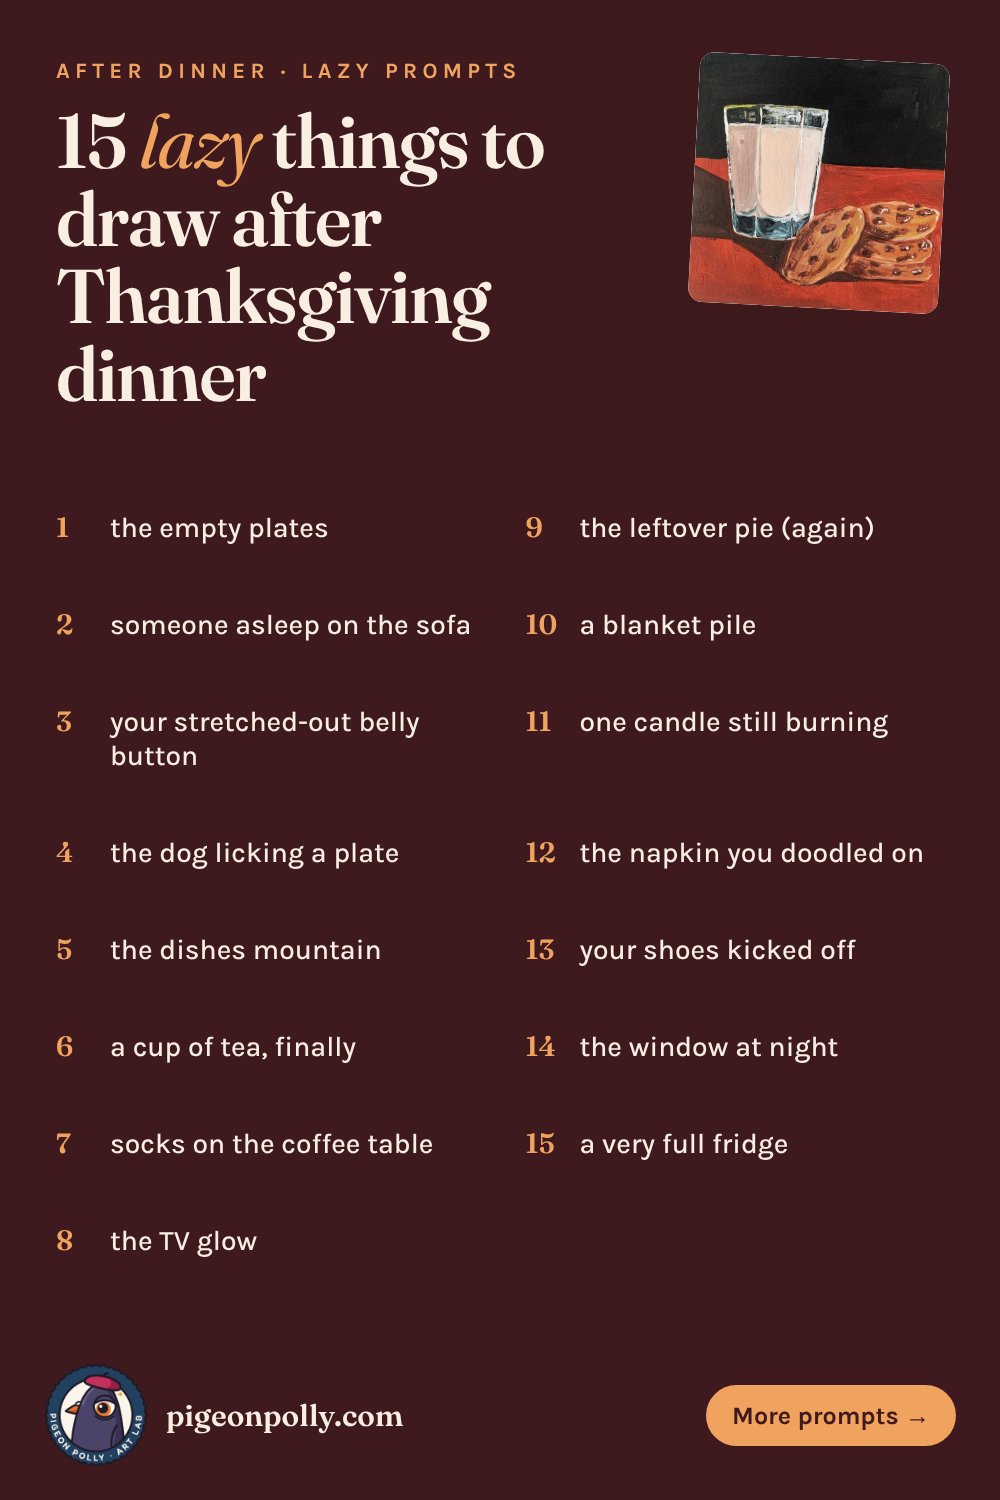 AFTER DINNER · LAZY PROMPTS
15 lazy things to
draw after
Thanksgiving
dinner
1 the empty plates
2 someone asleep on the sofa
3 your stretched-out belly
button
4 the dog licking a plate
5 the dishes mountain
6 a cup of tea, finally
7 socks on the coffee table
8 the TV glow
9 the leftover pie (again)
10 a blanket pile
11 one candle still burning
12 the napkin you doodled on
13 your shoes kicked off
14 the window at night
15 a very full fridge
PIGEON POLLY · ART LAB
pigeonpolly.com
More prompts →